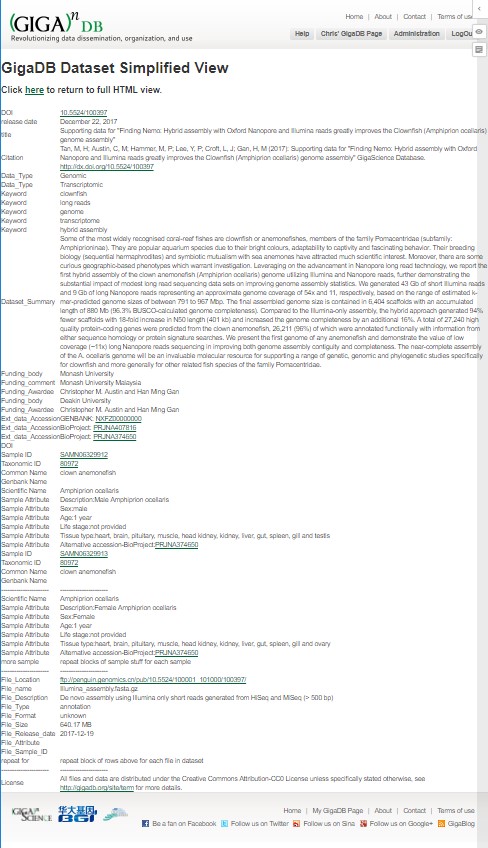 (GIGA)n DB
Revolutionizing data dissemination, organization, and use
Home | About | Contact | Terms of use
Help Chris' GigaDB Page Administration LogOu
GigaDB Dataset Simplified View
Click here to return to full HTML view.
DOI 10.5524/100397
release date December 22, 2017
title Supporting data for "Finding Nemo: Hybrid assembly with Oxford Nanopore and Illumina reads greatly improves the Clownfish (Amphiprion ocellaris)
genome assembly"
Citation Tan, M, H; Austin, C, M; Hammer, M, P; Lee, Y, P; Croft, L, J; Gan, H, M (2017): Supporting data for "Finding Nemo: Hybrid assembly with Oxford
Nanopore and Illumina reads greatly improves the Clownfish (Amphiprion ocellaris) genome assembly" GigaScience Database.
http://dx.doi.org/10.5524/100397
Data_Type Genomic
Data_Type Transcriptomic
Keyword clownfish
Keyword long reads
Keyword genome
Keyword transcriptome
Keyword hybrid assembly
Dataset_Summary Some of the most widely recognised coral-reef fishes are clownfish or anemonefishes, members of the family Pomacentridae (subfamily:
Amphiprioninae). They are popular aquarium species due to their bright colours, adaptability to captivity and fascinating behavior. Their breeding
biology (sequential hermaphrodites) and symbiotic mutualism with sea anemones have attracted much scientific interest. Moreover, there are some
curious geographic-based phenotypes which warrant investigation. Leveraging on the advancement in Nanopore long read technology, we report the
first hybrid assembly of the clown anemonefish (Amphiprion ocellaris) genome utilizing Illumina and Nanopore reads, further demonstrating the
substantial impact of modest long read sequencing data sets on improving genome assembly statistics. We generated 43 Gb of short Illumina reads
and 9 Gb of long Nanopore reads representing an approximate genome coverage of 54x and 11, respectively, based on the range of estimated k-
mer-predicted genome sizes of between 791 to 967 Mbp. The final assembled genome size is contained in 6,404 scaffolds with an accumulated
length of 880 Mb (96.3% BUSCO-calculated genome completeness). Compared to the Illumina-only assembly, the hybrid approach generated 94%
fewer scaffolds with 18-fold increase in N50 length (401 kb) and increased the genome completeness by an additional 16%. A total of 27,240 high
quality protein-coding genes were predicted from the clown anemonefish, 26,211 (96%) of which were annotated functionally with information from
either sequence homology or protein signature searches. We present the first genome of any anemonefish and demonstrate the value of low
coverage (~11x) long Nanopore reads sequencing in improving both genome assembly contiguity and completeness. The near-complete assembly
of the A. ocellaris genome will be an invaluable molecular resource for supporting a range of genetic, genomic and phylogenetic studies specifically
for clownfish and more generally for other related fish species of the family Pomacentridae.
Funding_body Monash University
Funding_comment Monash University Malaysia
Funding_Awardee Christopher M. Austin and Han Ming Gan
Funding_body Deakin University
Funding_Awardee Christopher M. Austin and Han Ming Gan
Ext_data_AccessionGENBANK: NXFZ00000000
Ext_data_AccessionBioProject: PRJNA407816
Ext_data_AccessionBioProject: PRJNA374650
DOI
Sample ID SAMN06329912
Taxonomic ID 80972
Common Name clown anemonefish
Genbank Name
Scientific Name Amphiprion ocellaris
Sample Attribute Description:Male Amphiprion ocellaris
Sample Attribute Sex:male
Sample Attribute Age:1 year
Sample Attribute Life stage:not provided
Sample Attribute Tissue type:heart, brain, pituitary, muscle, head kidney, kidney, liver, gut, spleen, gill and testis
Sample Attribute Alternative accession-BioProject:PRJNA374650
Sample ID SAMN06329913
Taxonomic ID 80972
Common Name clown anemonefish
Genbank Name
-------------------- --------------------
Scientific Name Amphiprion ocellaris
Sample Attribute Description:Female Amphiprion ocellaris
Sample Attribute Sex:Female
Sample Attribute Age:1 year
Sample Attribute Life stage:not provided
Sample Attribute Tissue type:heart, brain, pituitary, muscle, head kidney, kidney, liver, gut, spleen, gill and ovary
Sample Attribute Alternative accession-BioProject:PRJNA374650
more sample repeat blocks of sample stuff for each sample
-------------------- --------------------
File_Location ftp://penguin.genomics.cn/pub/10.5524/100001_101000/100397/
File_name Illumina_assembly.fasta.gz
File_Description De novo assembly using Illumina only short reads generated from HiSeq and MiSeq (> 500 bp)
File_Type annotation
File_Format unknown
File_Size 640.17 MB
File_Release_date 2017-12-19
File_Attribute
File_Sample_ID
repeat for repeat block of rows above for each file in dataset
-------------------- --------------------
License All files and data are distributed under the Creative Commons Attribution-CC0 License unless specifically stated otherwise, see
http://gigadb.org/site/term for more details.
GIGA SCIENCE 华大基因 BGI
Home | My GigaDB Page | About | Contact | Terms of use
Be a fan on Facebook Follow us on Twitter Follow us on Sina Follow us on Google+ GigaBlog